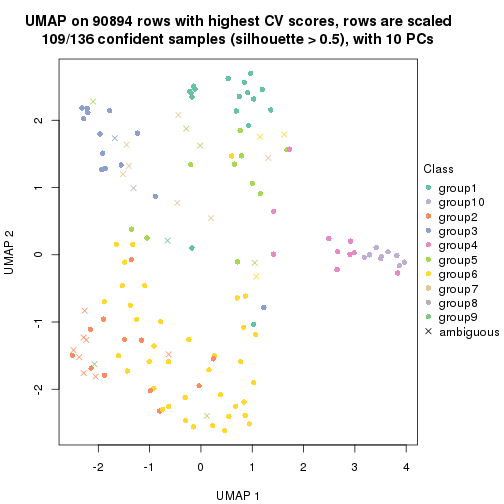 UMAP on 90894 rows with highest CV scores, rows are scaled
109/136 confident samples (silhouette > 0.5), with 10 PCs
Class
group1
group10
group2
group3
group4
group5
group6
group7
group8
group9
ambiguous
UMAP 2
2
1
0
-1
-2
-2
-1
0
1
2
3
4
UMAP 1